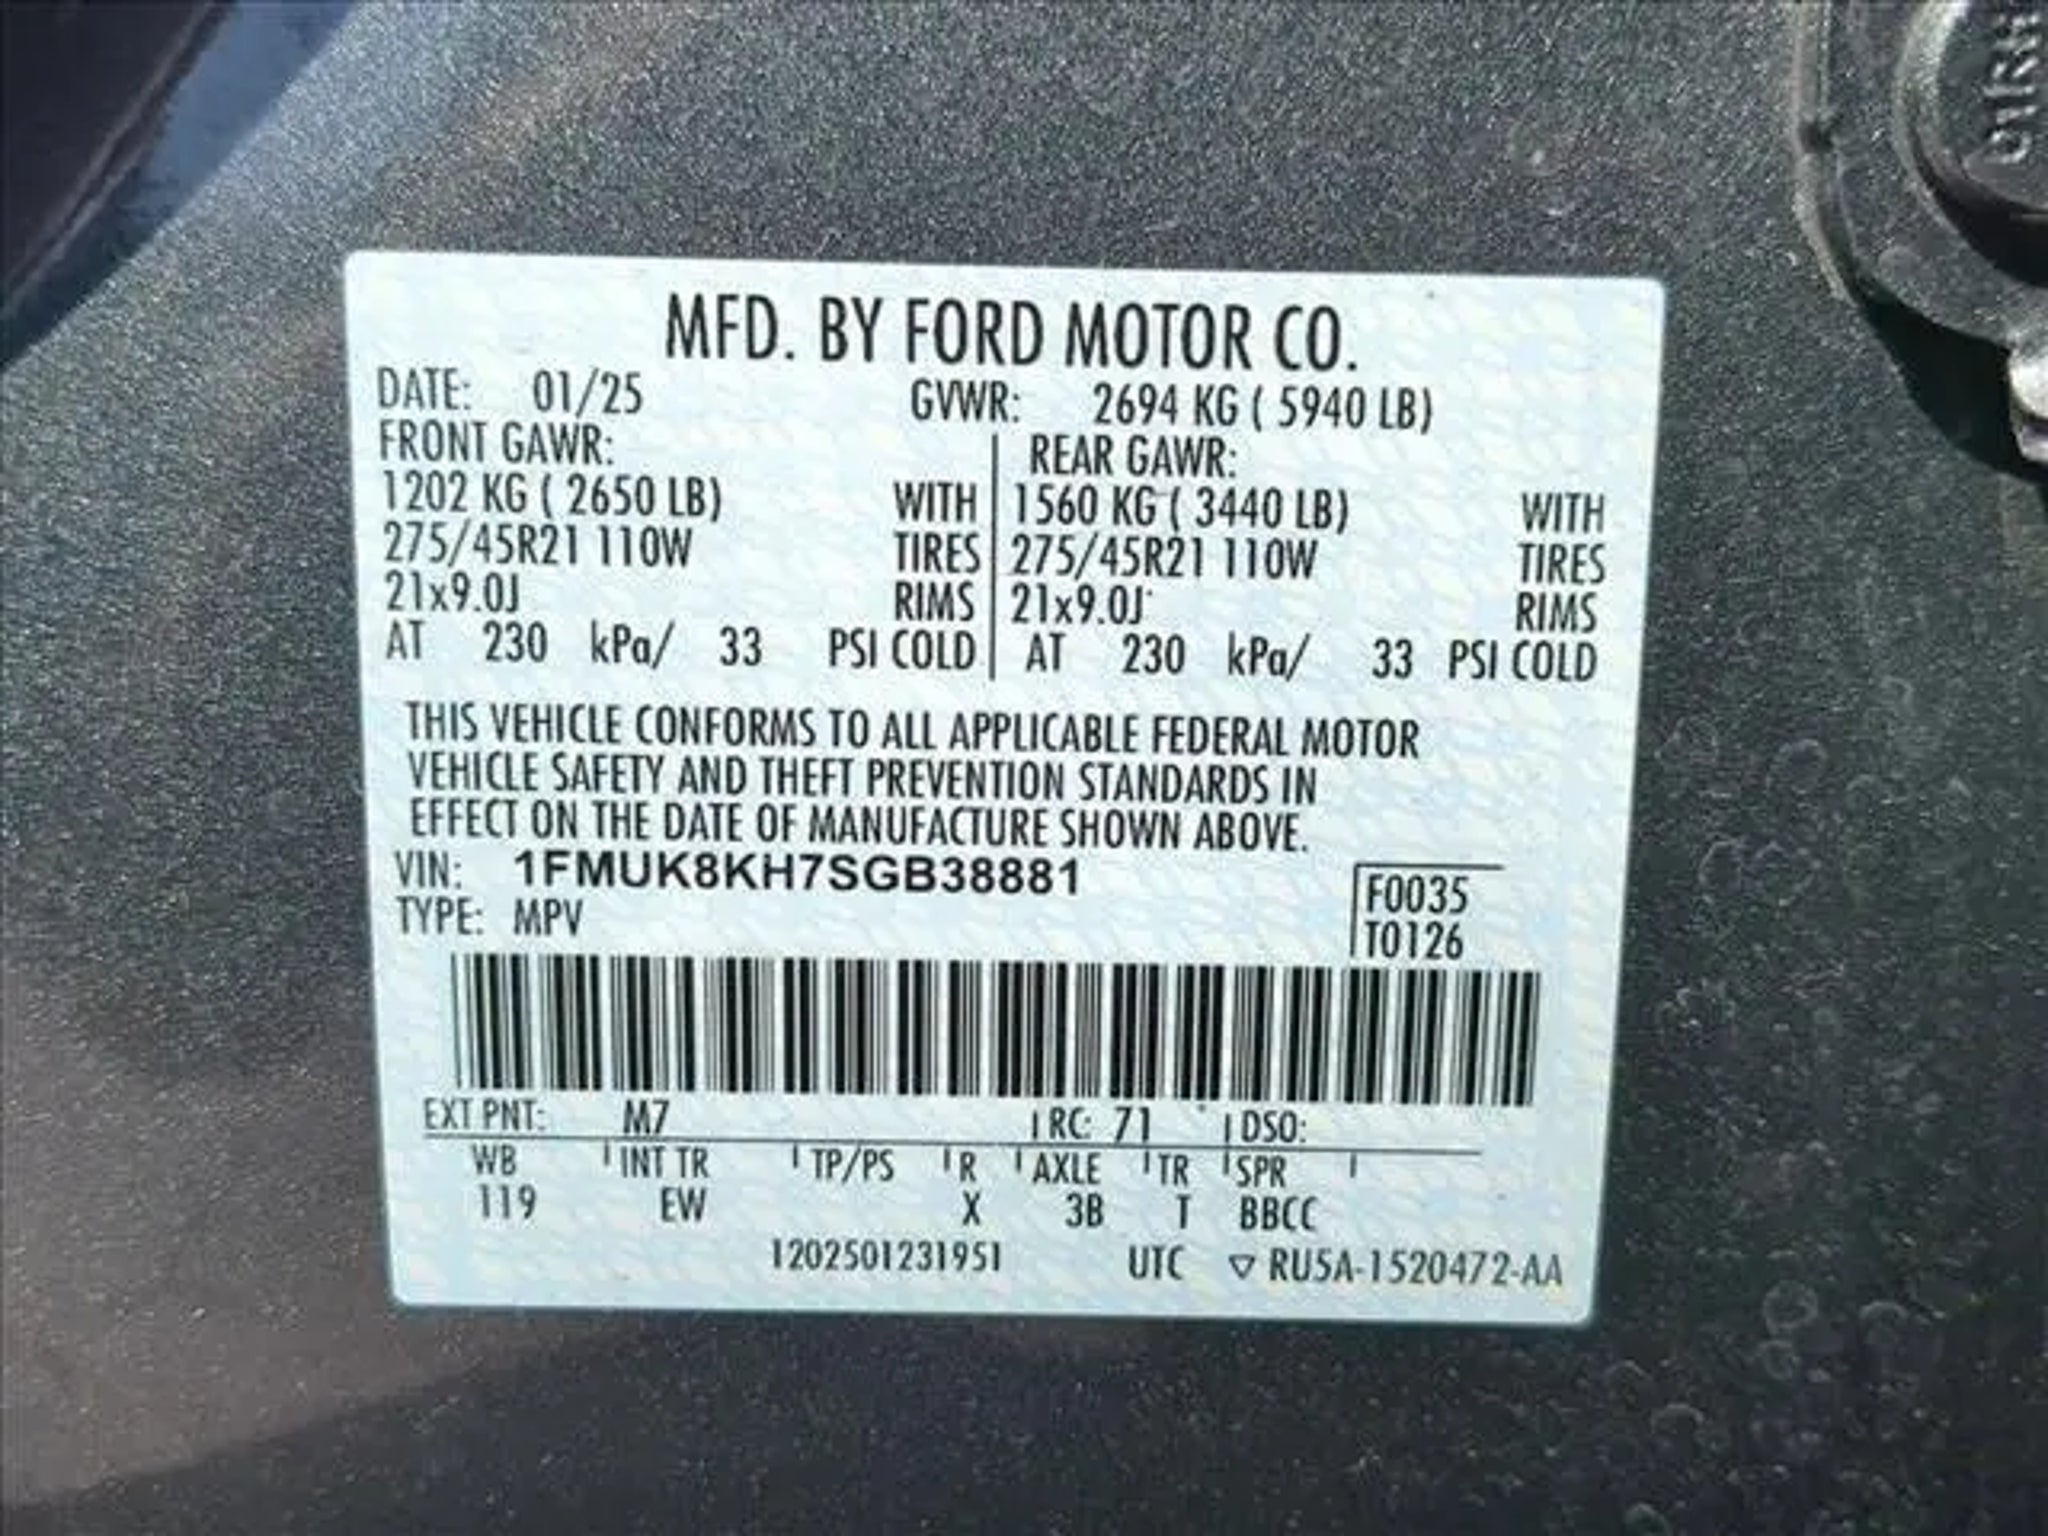 MFD. BY FORD MOTOR CO.
DATE: 01/25 GVWR: 2694 KG ( 5940 LB)
FRONT GAWR: REAR GAWR:
1202 KG ( 2650 LB) WITH 1560 KG ( 3440 LB) WITH
275/45R21 110W TIRES 275/45R21 110W TIRES
21x9.0J RIMS 21x9.0J RIMS
AT 230 kPa/ 33 PSI COLD AT 230 kPa/ 33 PSI COLD
THIS VEHICLE CONFORMS TO ALL APPLICABLE FEDERAL MOTOR
VEHICLE SAFETY AND THEFT PREVENTION STANDARDS IN
EFFECT ON THE DATE OF MANUFACTURE SHOWN ABOVE.
VIN: 1FMUK8KH7SGB38881 F0035
TYPE: MPV T0126
EXT PNT: M7 RC: 71 DSO:
WB INT TR TP/PS R AXLE TR SPR
119 EW X 3B T BBCC
1202501231951 UTC ▽ RU5A-1520472-AA